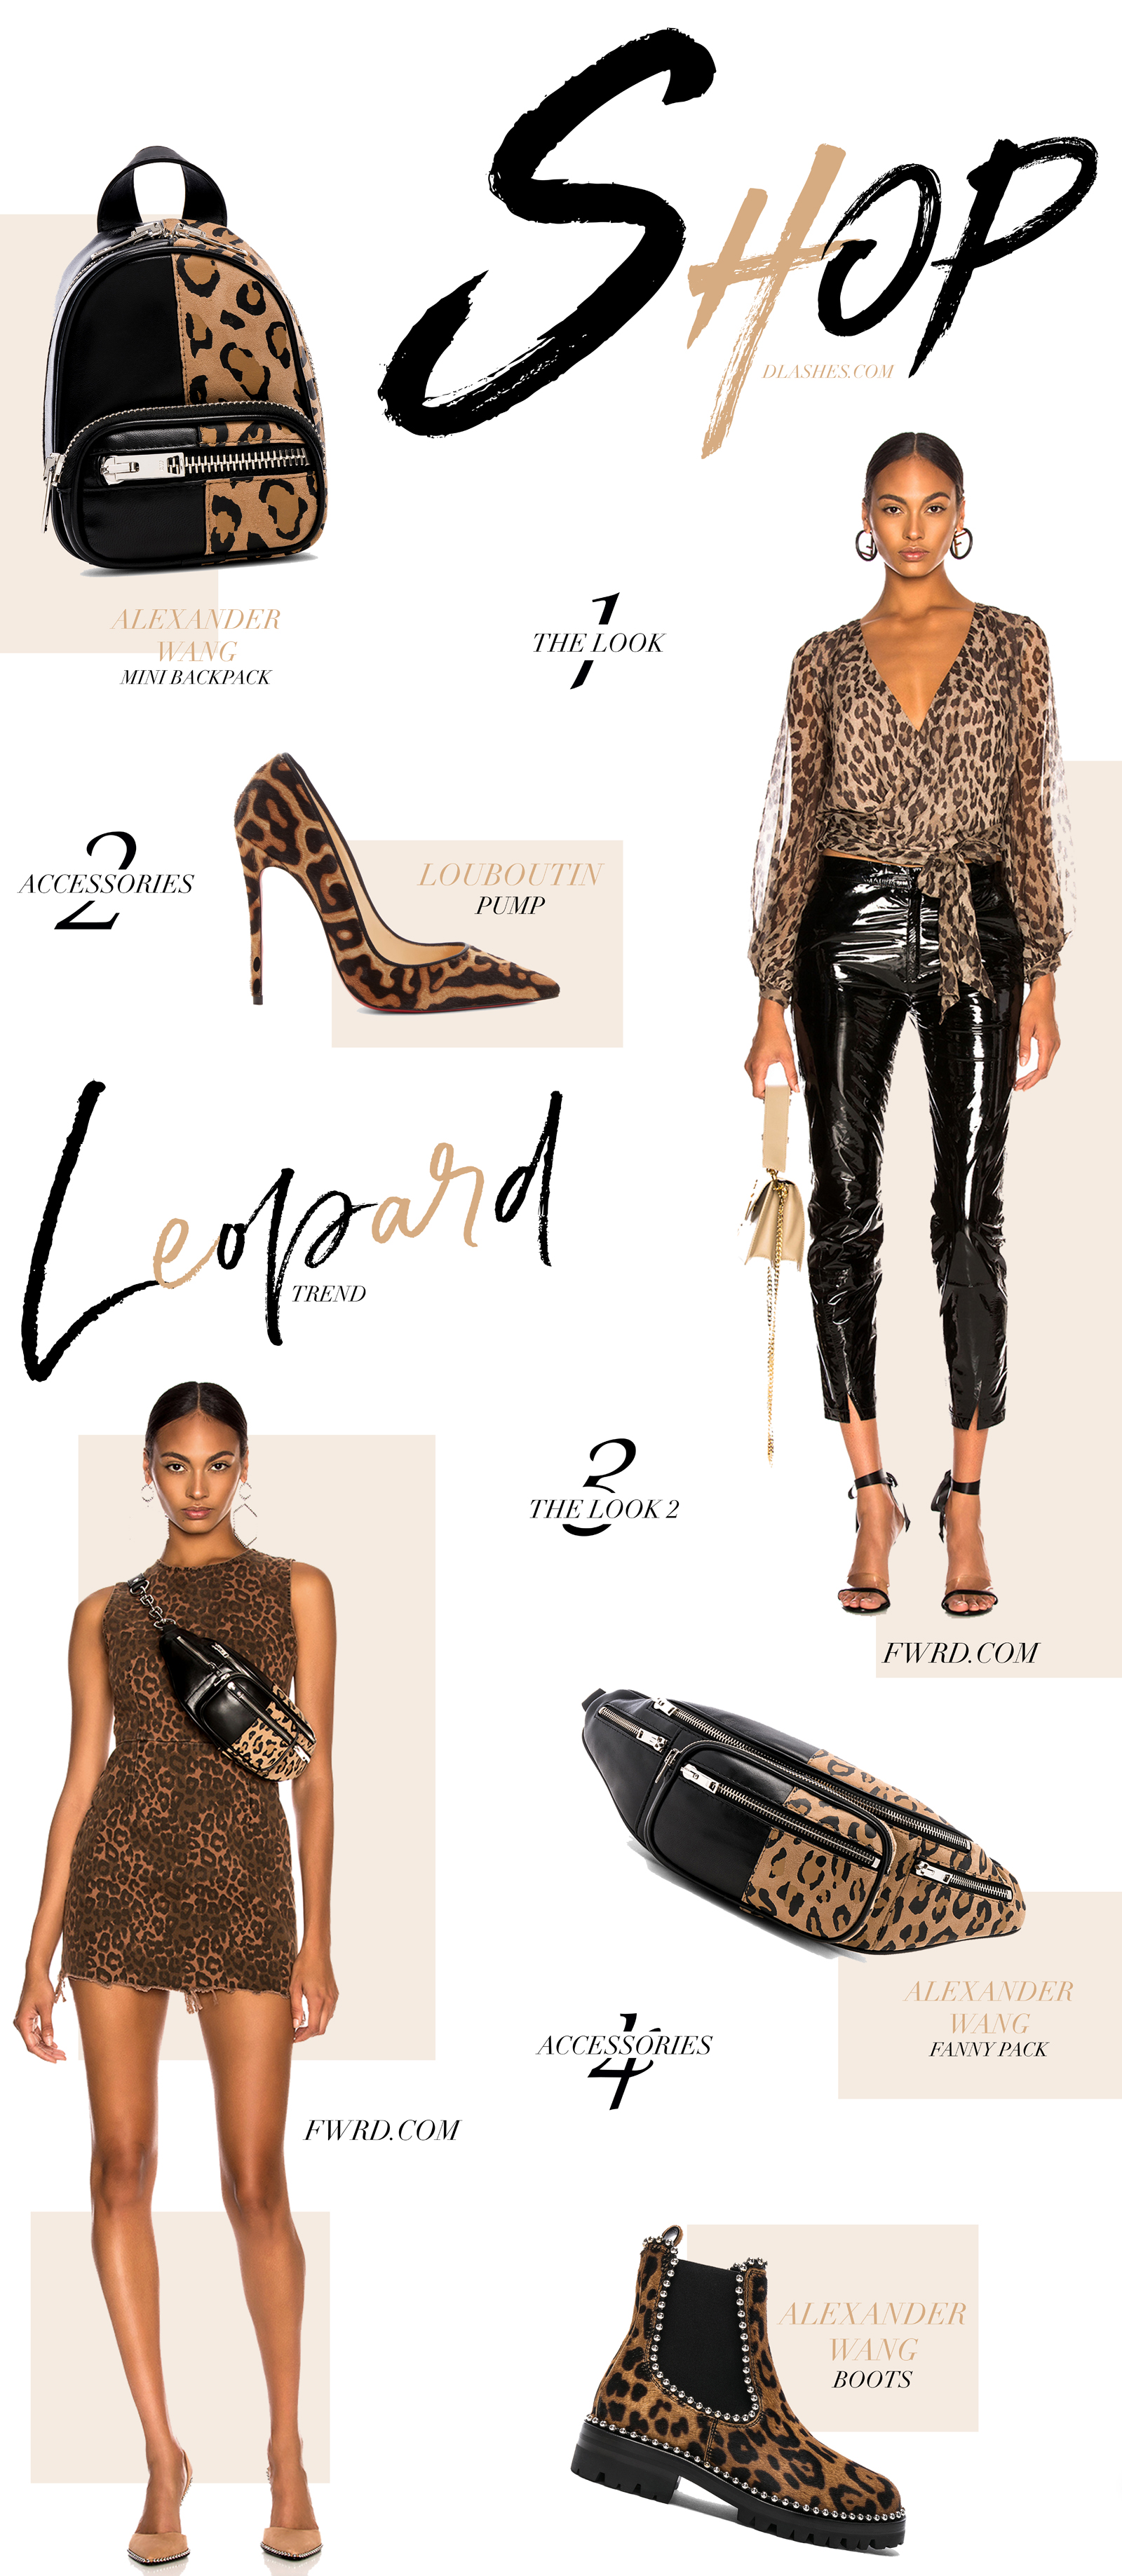 SHOP
DLASHES.COM
ALEXANDER
WANG
MINI BACKPACK
1
THE LOOK
2
ACCESSORIES
LOUBOUTIN
PUMP
Leopard
TREND
3
THE LOOK 2
FWRD.COM
ALEXANDER
WANG
FANNY PACK
4
ACCESSORIES
FWRD.COM
ALEXANDER
WANG
BOOTS